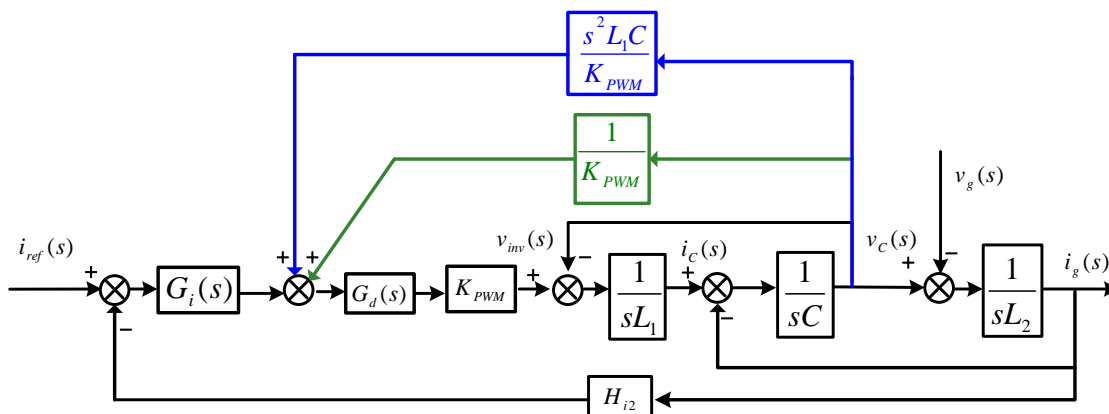 s²L₁C
K_PWM
1
K_PWM
v_g(s)
i_ref(s)
v_inv(s)
i_C(s)
v_C(s)
i_g(s)
+
−
G_i(s)
+
+
G_d(s)
K_PWM
+
−
1
sL₁
+
−
1
sC
+
−
1
sL₂
H_i2